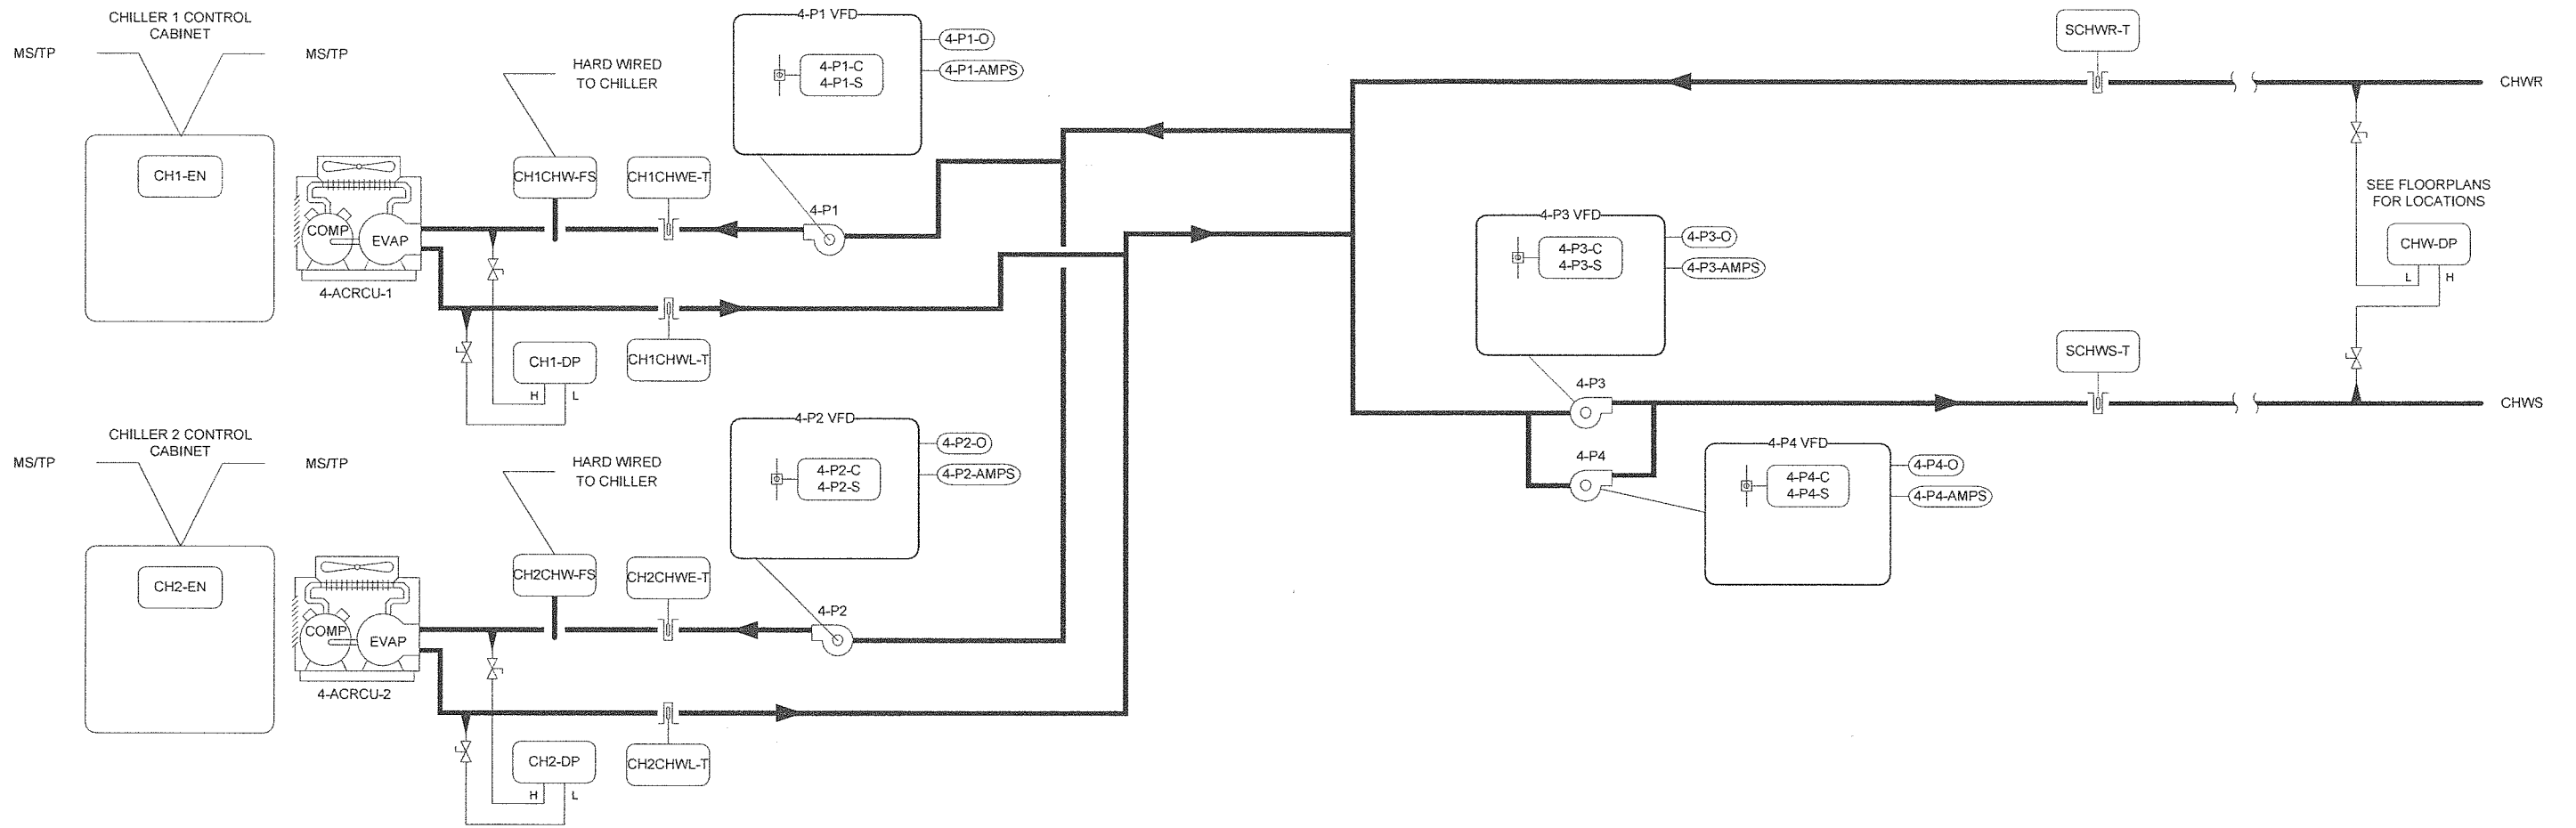 CHILLER 1 CONTROL
CABINET
MS/TP
MS/TP
CH1-EN
COMP
EVAP
4-ACRCU-1
HARD WIRED
TO CHILLER
CH1CHW-FS
CH1CHWE-T
4-P1 VFD
4-P1-C
4-P1-S
4-P1-O
4-P1-AMPS
4-P1
CH1-DP
H
L
CH1CHWL-T
CHILLER 2 CONTROL
CABINET
MS/TP
MS/TP
CH2-EN
COMP
EVAP
4-ACRCU-2
HARD WIRED
TO CHILLER
CH2CHW-FS
CH2CHWE-T
4-P2 VFD
4-P2-C
4-P2-S
4-P2-O
4-P2-AMPS
4-P2
CH2-DP
H
L
CH2CHWL-T
SCHWR-T
CHWR
SEE FLOORPLANS
FOR LOCATIONS
CHW-DP
L
H
4-P3 VFD
4-P3-C
4-P3-S
4-P3-O
4-P3-AMPS
4-P3
SCHWS-T
CHWS
4-P4
4-P4 VFD
4-P4-C
4-P4-S
4-P4-O
4-P4-AMPS